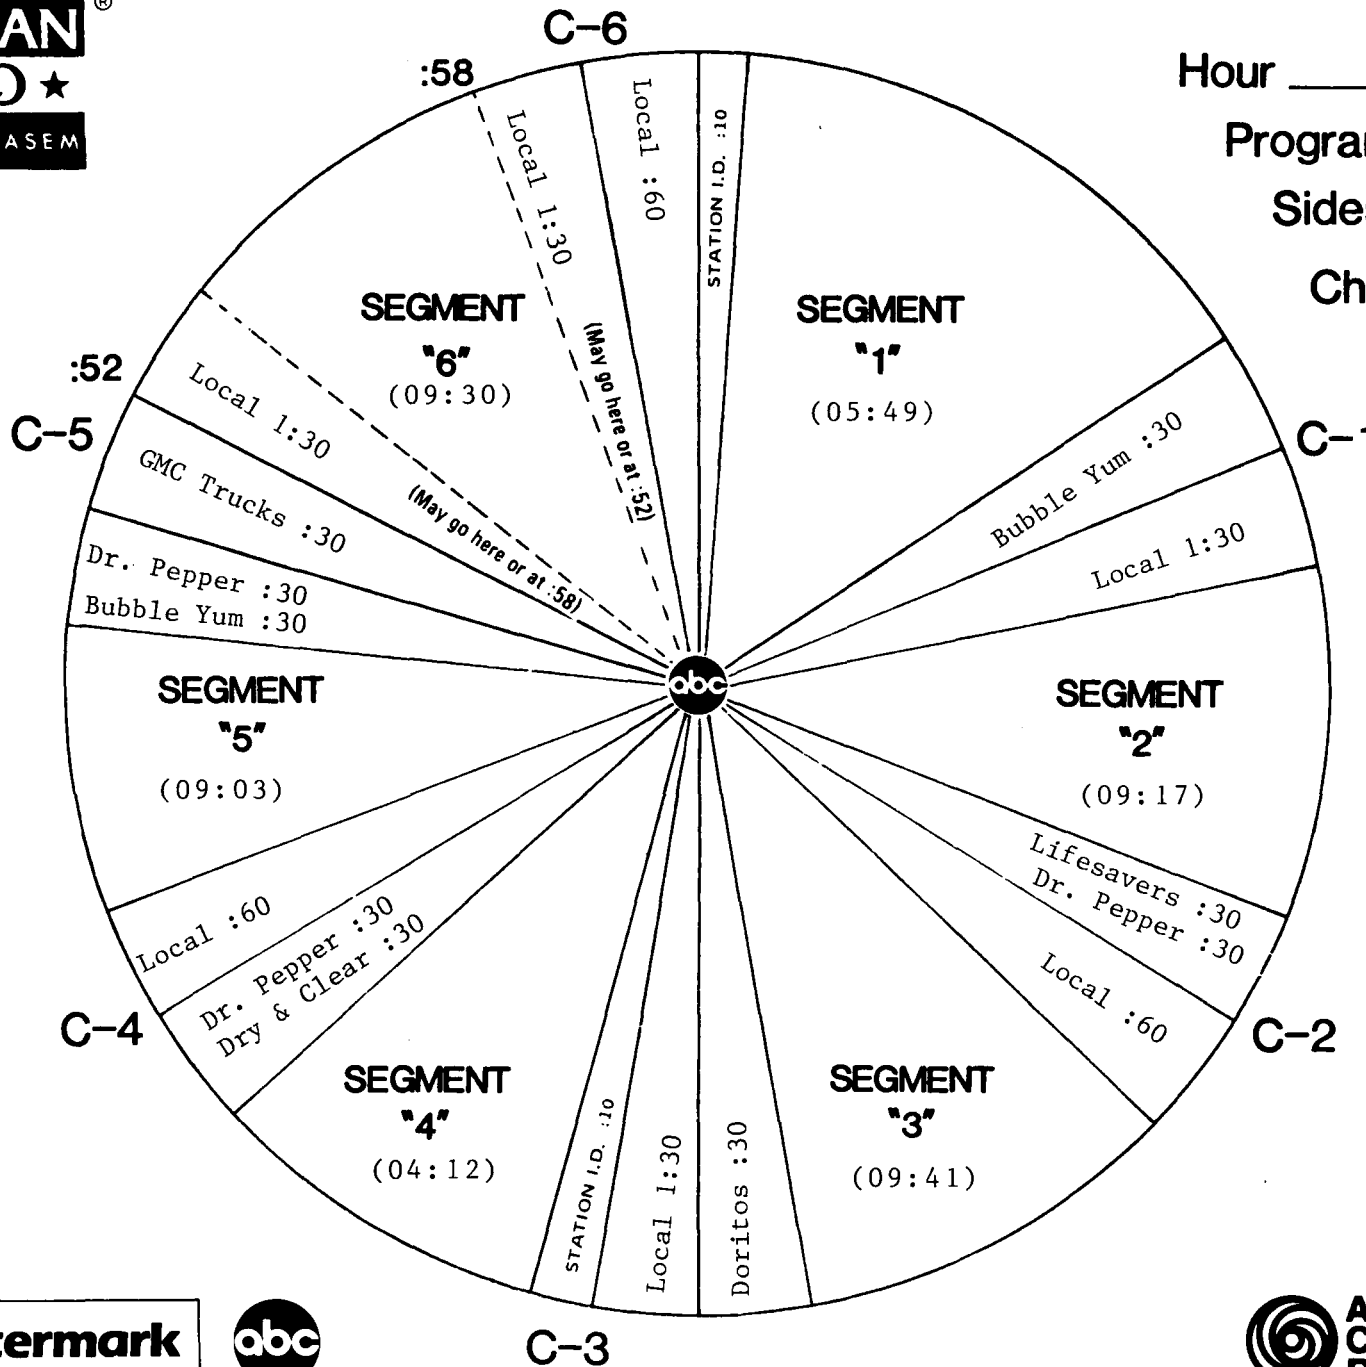 AN
®
ASEM
C-6
:58
Hour
Side
Ch
Local 1:30
Local :60
STATION I.D. :10
SEGMENT
"6"
(09:30)
(May go here or at :52)
SEGMENT
"1"
(05:49)
:52
C-5
Local 1:30
(May go here or at :58)
GMC Trucks :30
Dr. Pepper :30
Bubble Yum :30
Bubble Yum :30
C-1
Local 1:30
abc
SEGMENT
"5"
(09:03)
SEGMENT
"2"
(09:17)
Lifesavers :30
Dr. Pepper :30
Local :60
C-2
Local :60
Dr. Pepper :30
Dry & Clear :30
C-4
SEGMENT
"4"
(04:12)
STATION I.D. :10
Local 1:30
Doritos :30
SEGMENT
"3"
(09:41)
C-3
termark
abc